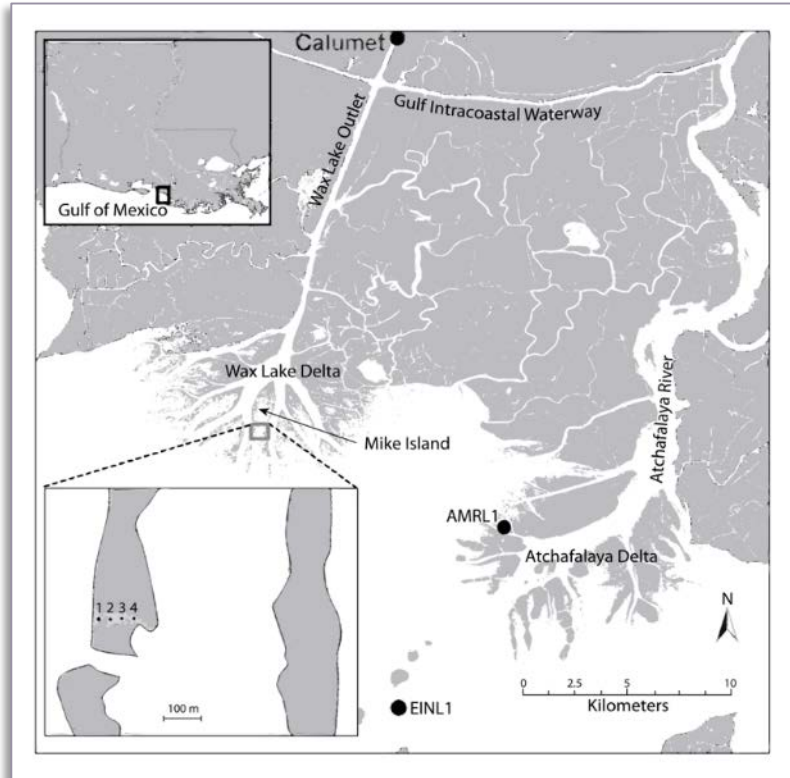 Calumet
Gulf Intracoastal Waterway
Wax Lake Outlet
Gulf of Mexico
Wax Lake Delta
Mike Island
Atchafalaya River
AMRL1
Atchafalaya Delta
1 2 3 4
100 m
N
0 2.5 5 10
Kilometers
EINL1